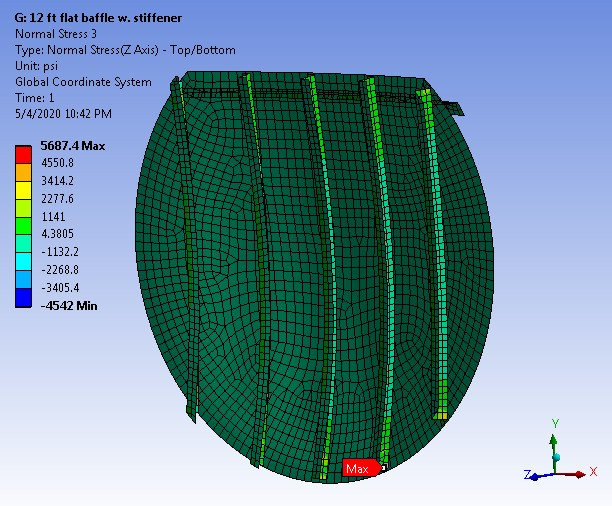 G: 12 ft flat baffle w. stiffener
Normal Stress 3
Type: Normal Stress(Z Axis) - Top/Bottom
Unit: psi
Global Coordinate System
Time: 1
5/4/2020 10:42 PM
5687.4 Max
4550.8
3414.2
2277.6
1141
4.3805
-1132.2
-2268.8
-3405.4
-4542 Min
Max
Y
Z
X